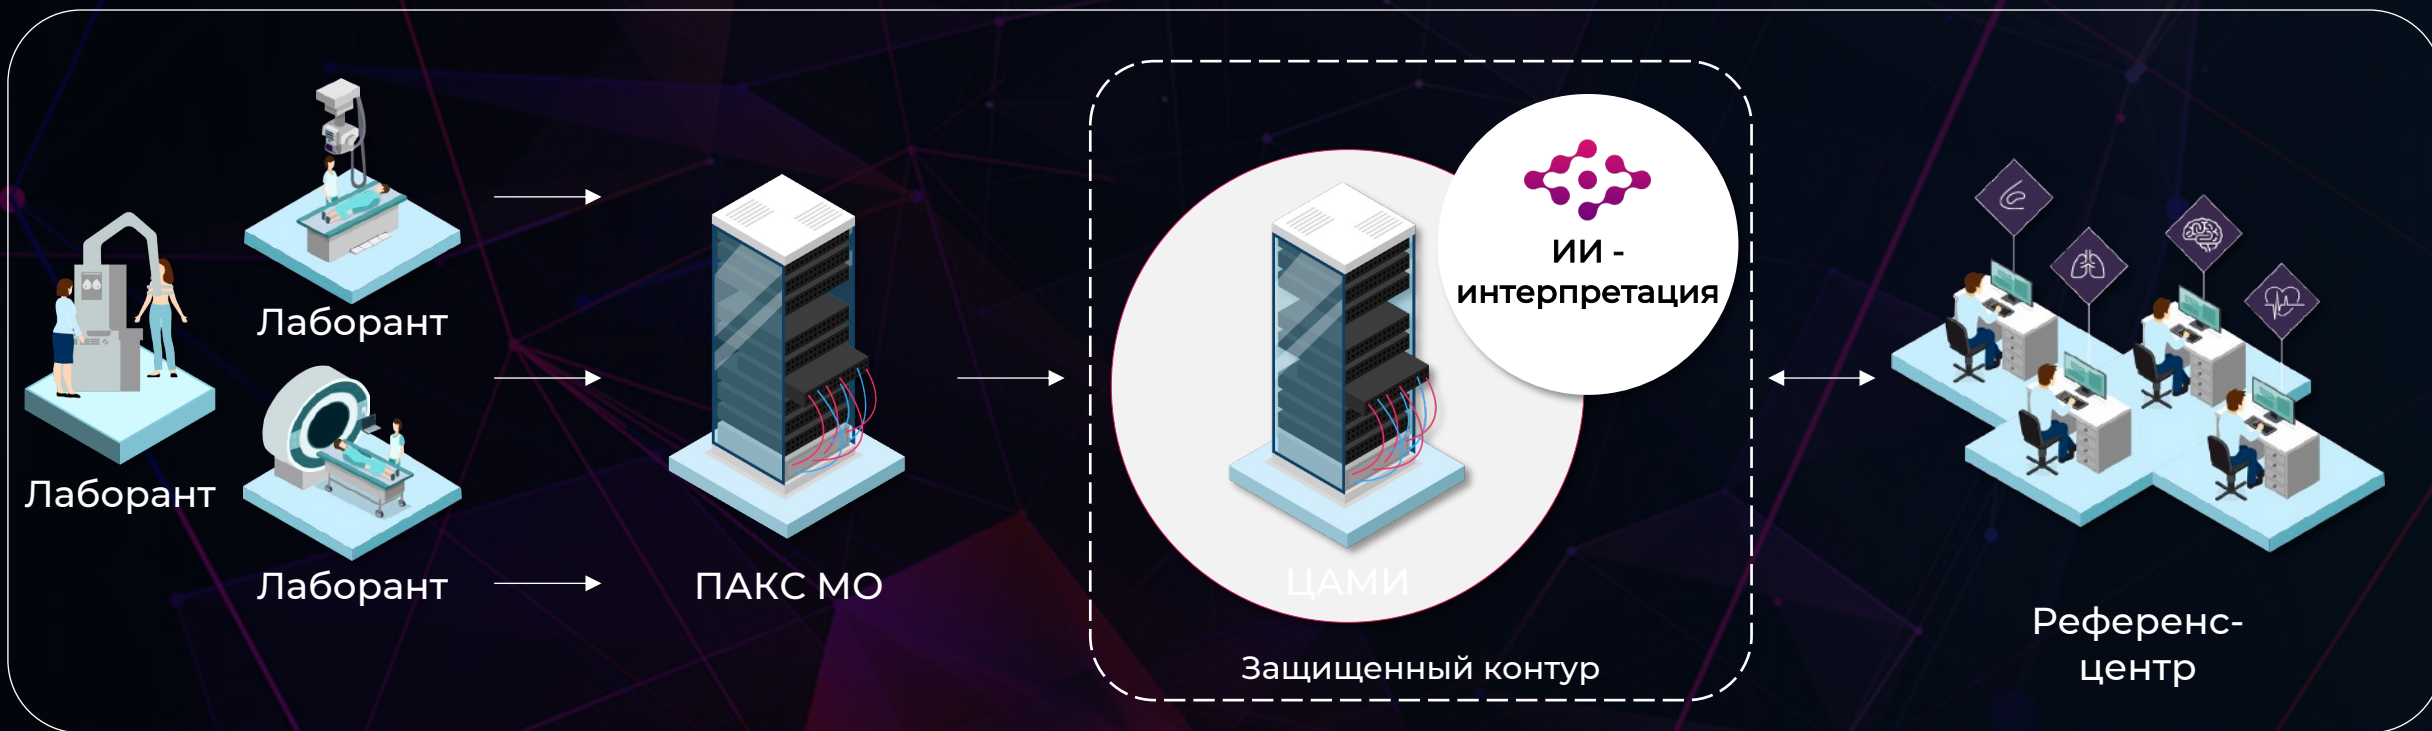 Лаборант
Лаборант
Лаборант
ПАКС МО
ИИ -
интерпретация
ЦАМИ
Защищенный контур
Референс-
центр